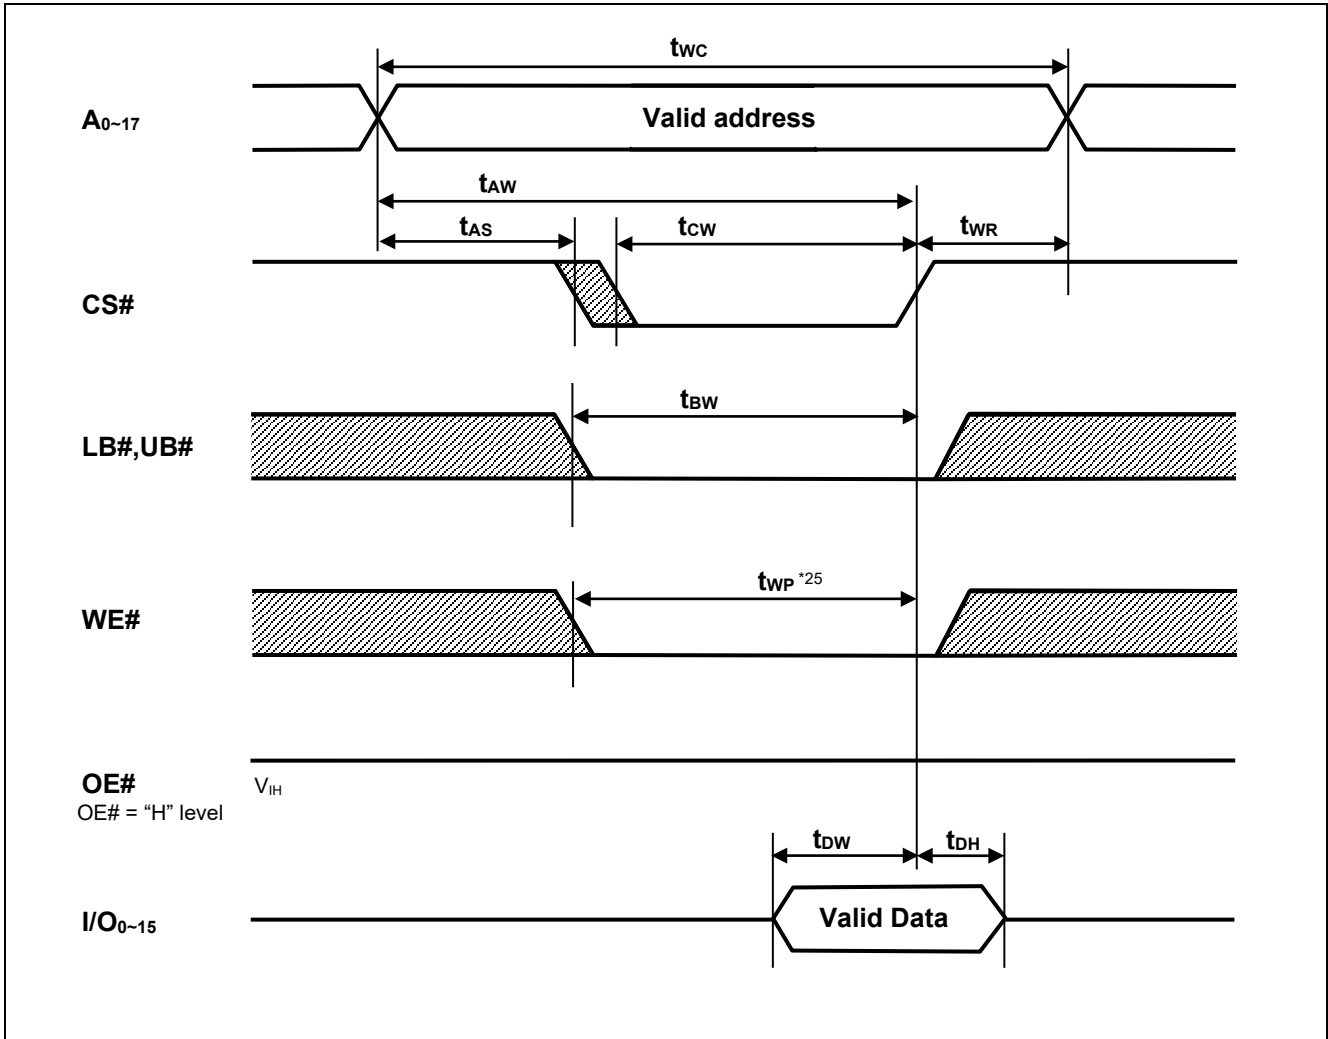 tWC
A0~17
Valid address
tAW
tAS
tCW
tWR
CS#
tBW
LB#,UB#
tWP *25
WE#
OE#
VIH
OE# = “H” level
tDW
tDH
I/O0~15
Valid Data